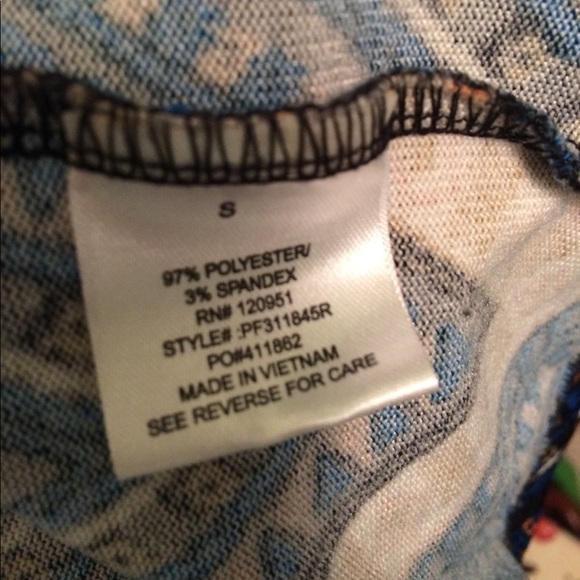 S
97% POLYESTER/
3% SPANDEX
RN# 120951
STYLE# :PF311845R
PO#411862
MADE IN VIETNAM
SEE REVERSE FOR CARE